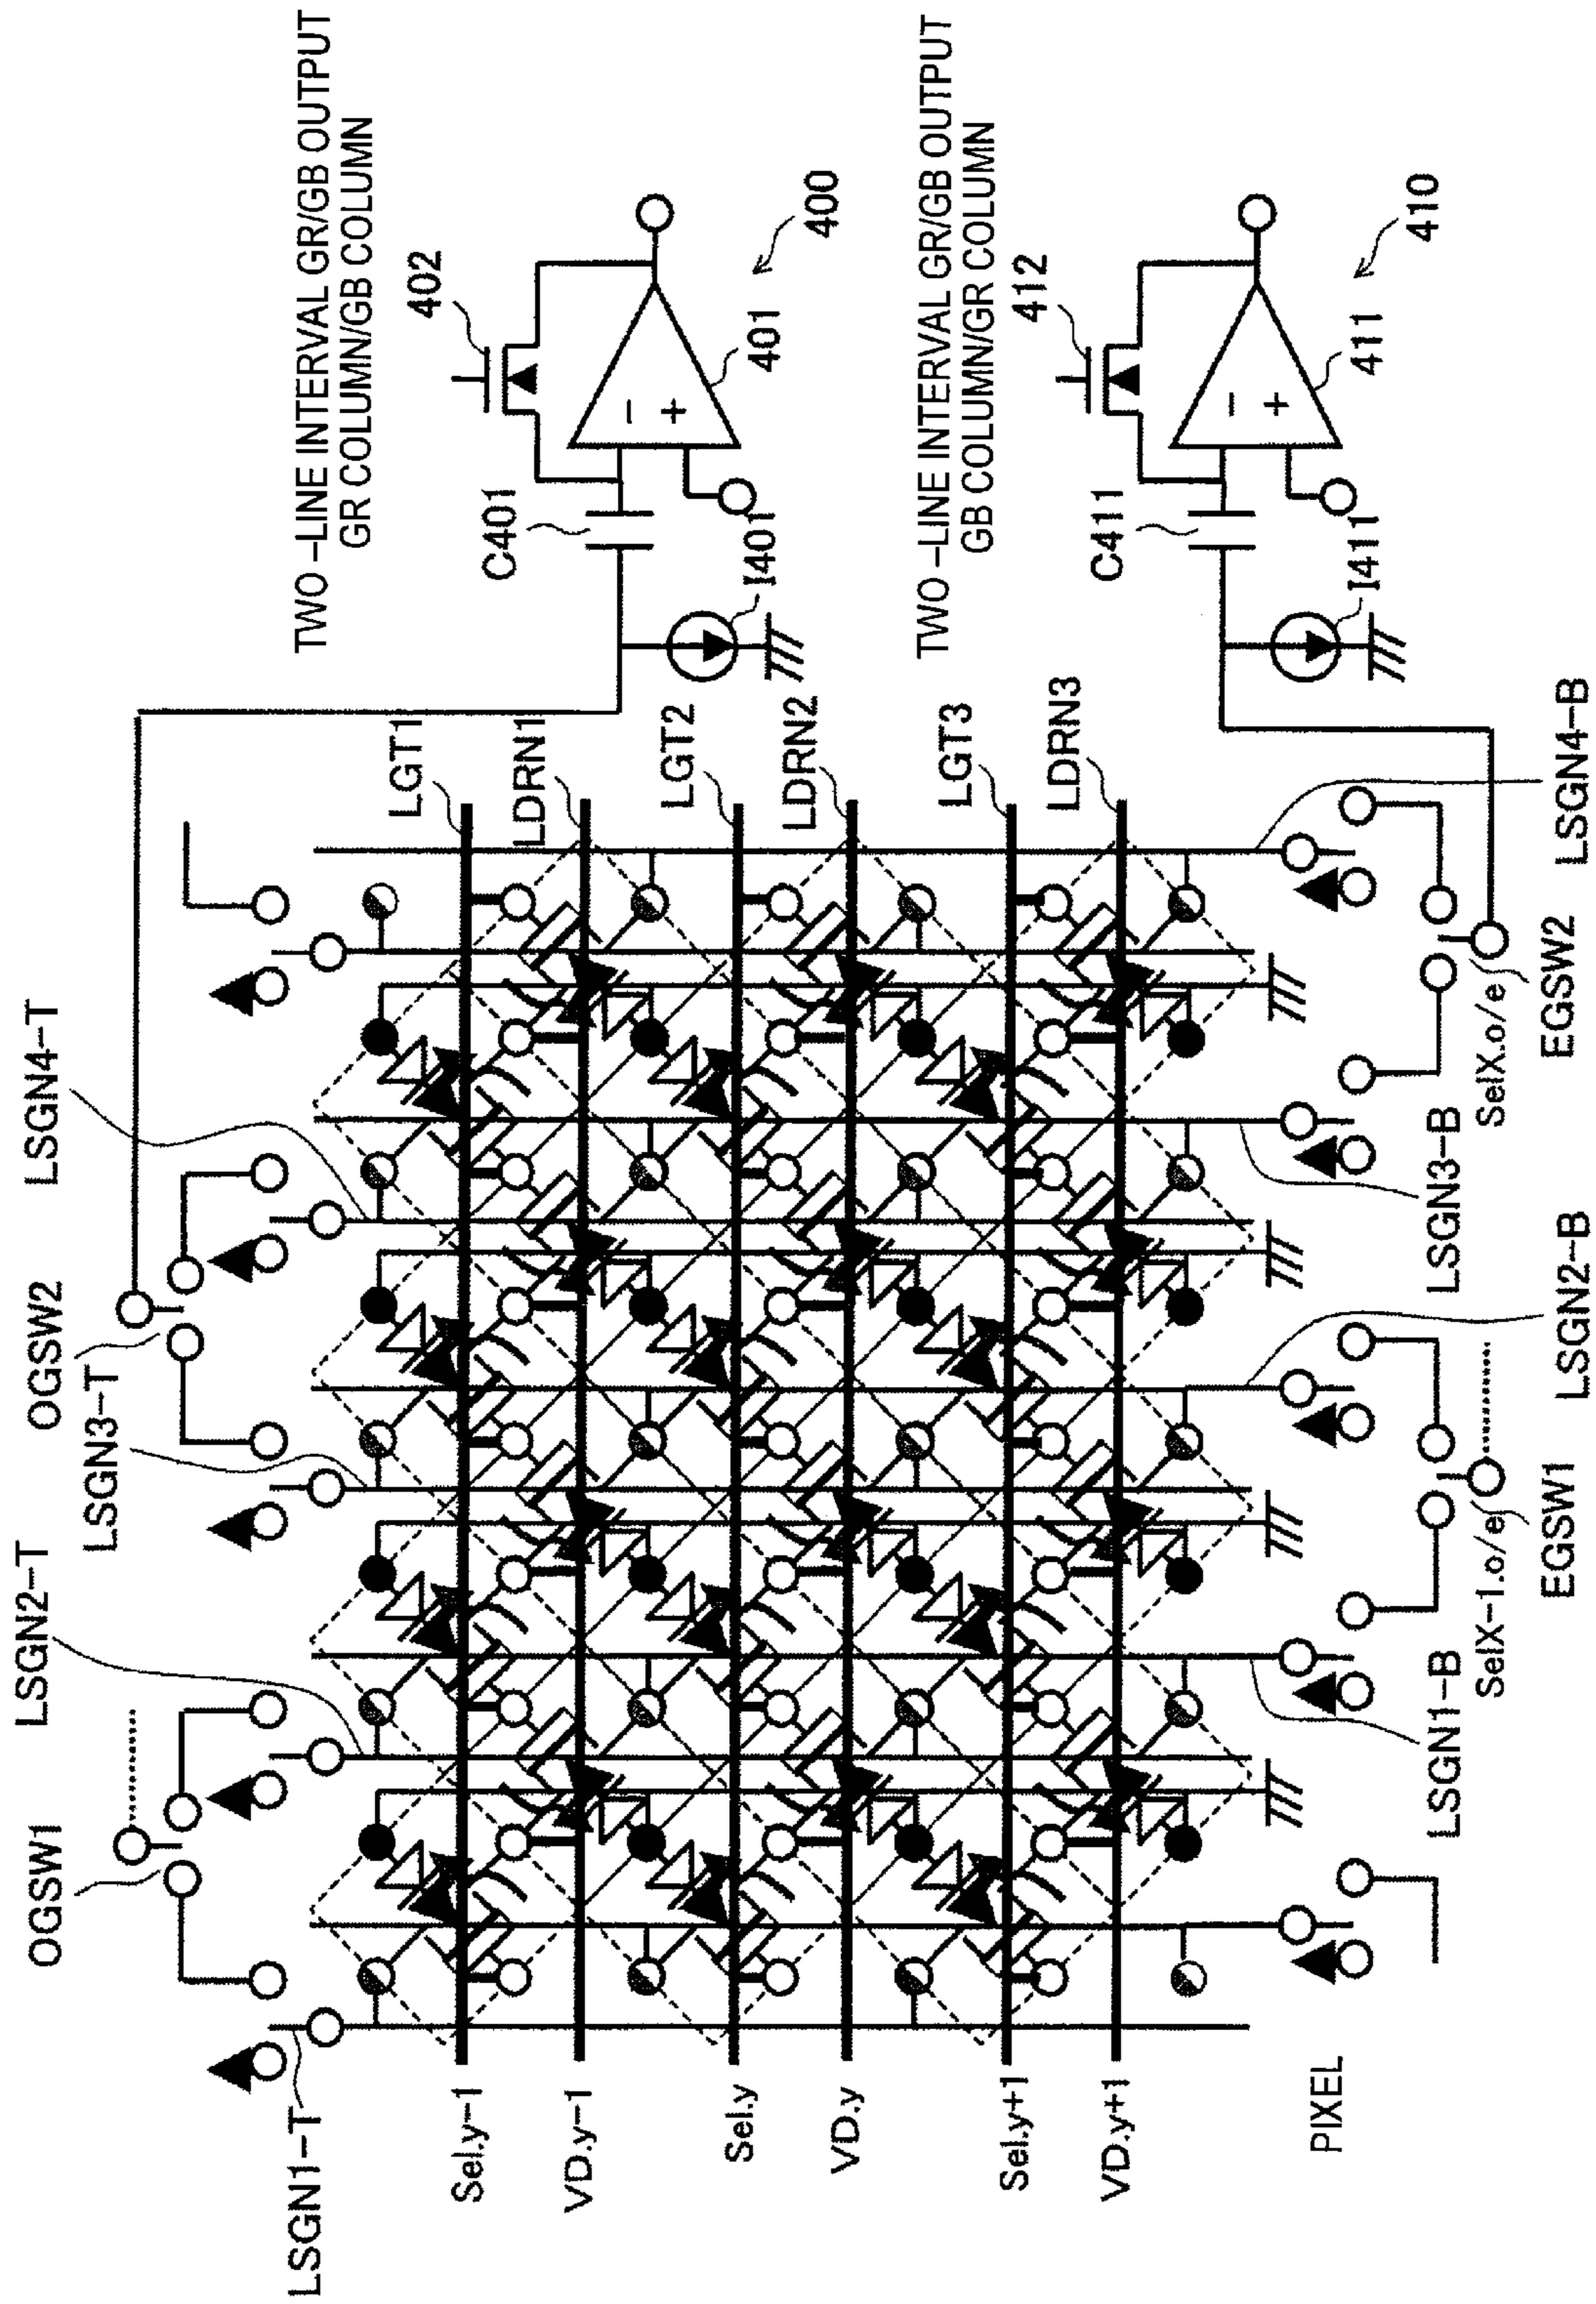 LSGN1-T
OGSW1
LSGN2-T
LSGN3-T
OGSW2
LSGN4-T
Sel.y-1
VD.y-1
Sel.y
VD.y
Sel.y+1
VD.y+1
PIXEL
LGT1
LDRN1
LGT2
LDRN2
LGT3
LDRN3
LSGN1-B
SelX-1.o/e
EGSW1
LSGN2-B
LSGN3-B
SelX.o/e
EGSW2
LSGN4-B
TWO -LINE INTERVAL GR/GB OUTPUT
GR COLUMN/GB COLUMN
C401
I401
402
-
+
401
400
TWO -LINE INTERVAL GR/GB OUTPUT
GB COLUMN/GR COLUMN
C411
I411
412
-
+
411
410